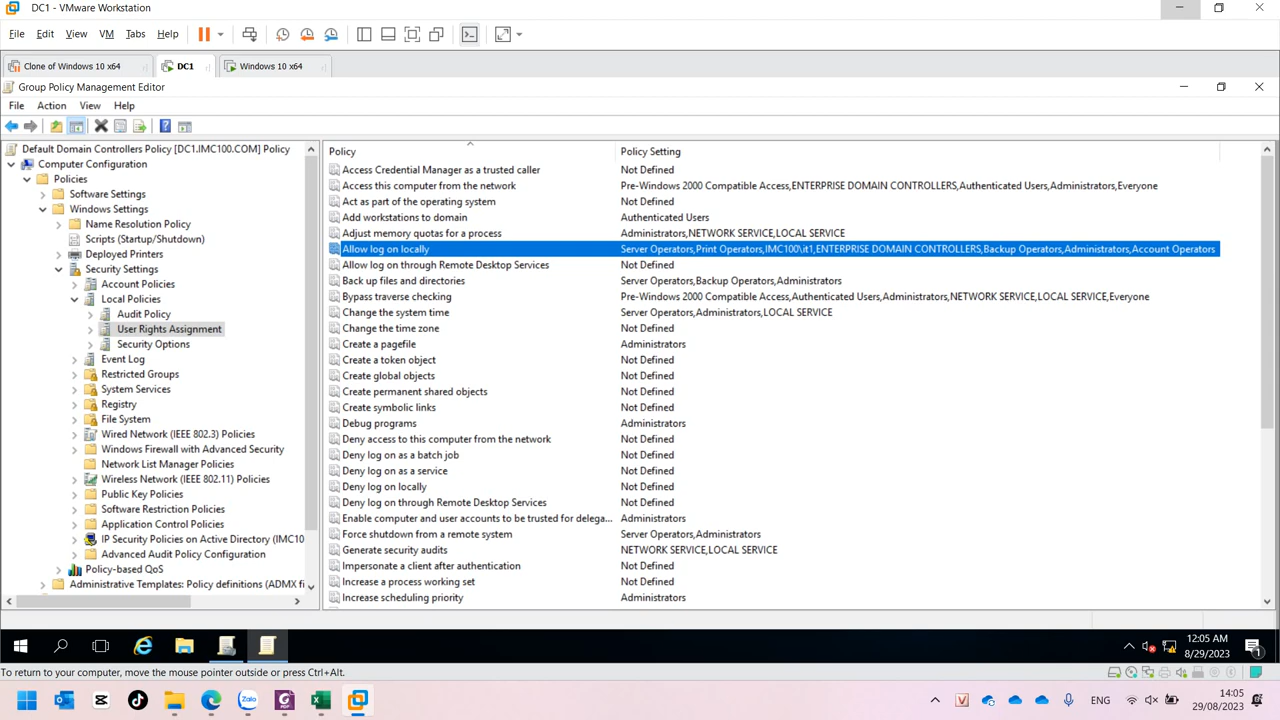 DC1 - VMware Workstation
File Edit View VM Tabs Help
Clone of Windows 10 x64 DC1 Windows 10 x64
Group Policy Management Editor
File Action View Help
Default Domain Controllers Policy [DC1.IMC100.COM] Policy
Computer Configuration
Policies
Software Settings
Windows Settings
Name Resolution Policy
Scripts (Startup/Shutdown)
Deployed Printers
Security Settings
Account Policies
Local Policies
Audit Policy
User Rights Assignment
Security Options
Event Log
Restricted Groups
System Services
Registry
File System
Wired Network (IEEE 802.3) Policies
Windows Firewall with Advanced Security
Network List Manager Policies
Wireless Network (IEEE 802.11) Policies
Public Key Policies
Software Restriction Policies
Application Control Policies
IP Security Policies on Active Directory (IMC10
Advanced Audit Policy Configuration
Policy-based QoS
Administrative Templates: Policy definitions (ADMX fi
Policy Policy Setting
Access Credential Manager as a trusted caller Not Defined
Access this computer from the network Pre-Windows 2000 Compatible Access,ENTERPRISE DOMAIN CONTROLLERS,Authenticated Users,Administrators,Everyone
Act as part of the operating system Not Defined
Add workstations to domain Authenticated Users
Adjust memory quotas for a process Administrators,NETWORK SERVICE,LOCAL SERVICE
Allow log on locally Server Operators,Print Operators,IMC100\it1,ENTERPRISE DOMAIN CONTROLLERS,Backup Operators,Administrators,Account Operators
Allow log on through Remote Desktop Services Not Defined
Back up files and directories Server Operators,Backup Operators,Administrators
Bypass traverse checking Pre-Windows 2000 Compatible Access,Authenticated Users,Administrators,NETWORK SERVICE,LOCAL SERVICE,Everyone
Change the system time Server Operators,Administrators,LOCAL SERVICE
Change the time zone Not Defined
Create a pagefile Administrators
Create a token object Not Defined
Create global objects Not Defined
Create permanent shared objects Not Defined
Create symbolic links Not Defined
Debug programs Administrators
Deny access to this computer from the network Not Defined
Deny log on as a batch job Not Defined
Deny log on as a service Not Defined
Deny log on locally Not Defined
Deny log on through Remote Desktop Services Not Defined
Enable computer and user accounts to be trusted for delega... Administrators
Force shutdown from a remote system Server Operators,Administrators
Generate security audits NETWORK SERVICE,LOCAL SERVICE
Impersonate a client after authentication Not Defined
Increase a process working set Not Defined
Increase scheduling priority Administrators
12:05 AM
8/29/2023
1
To return to your computer, move the mouse pointer outside or press Ctrl+Alt.
Zalo
PDF
ENG
14:05
29/08/2023